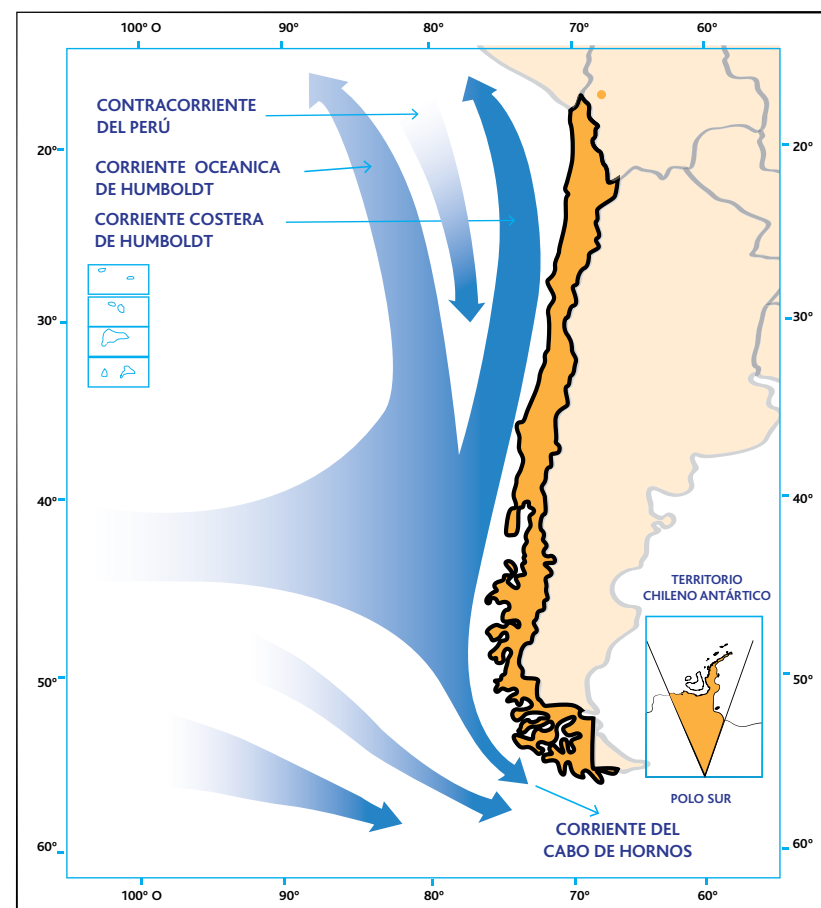 100° O 90° 80° 70° 60°
CONTRACORRIENTE
DEL PERÚ
20° 20°
CORRIENTE OCEANICA
DE HUMBOLDT
CORRIENTE COSTERA
DE HUMBOLDT
30° 30°
40° 40°
TERRITORIO
CHILENO ANTÁRTICO
50° 50°
POLO SUR
CORRIENTE DEL
CABO DE HORNOS
60° 60°
100° O 90° 80° 70° 60°